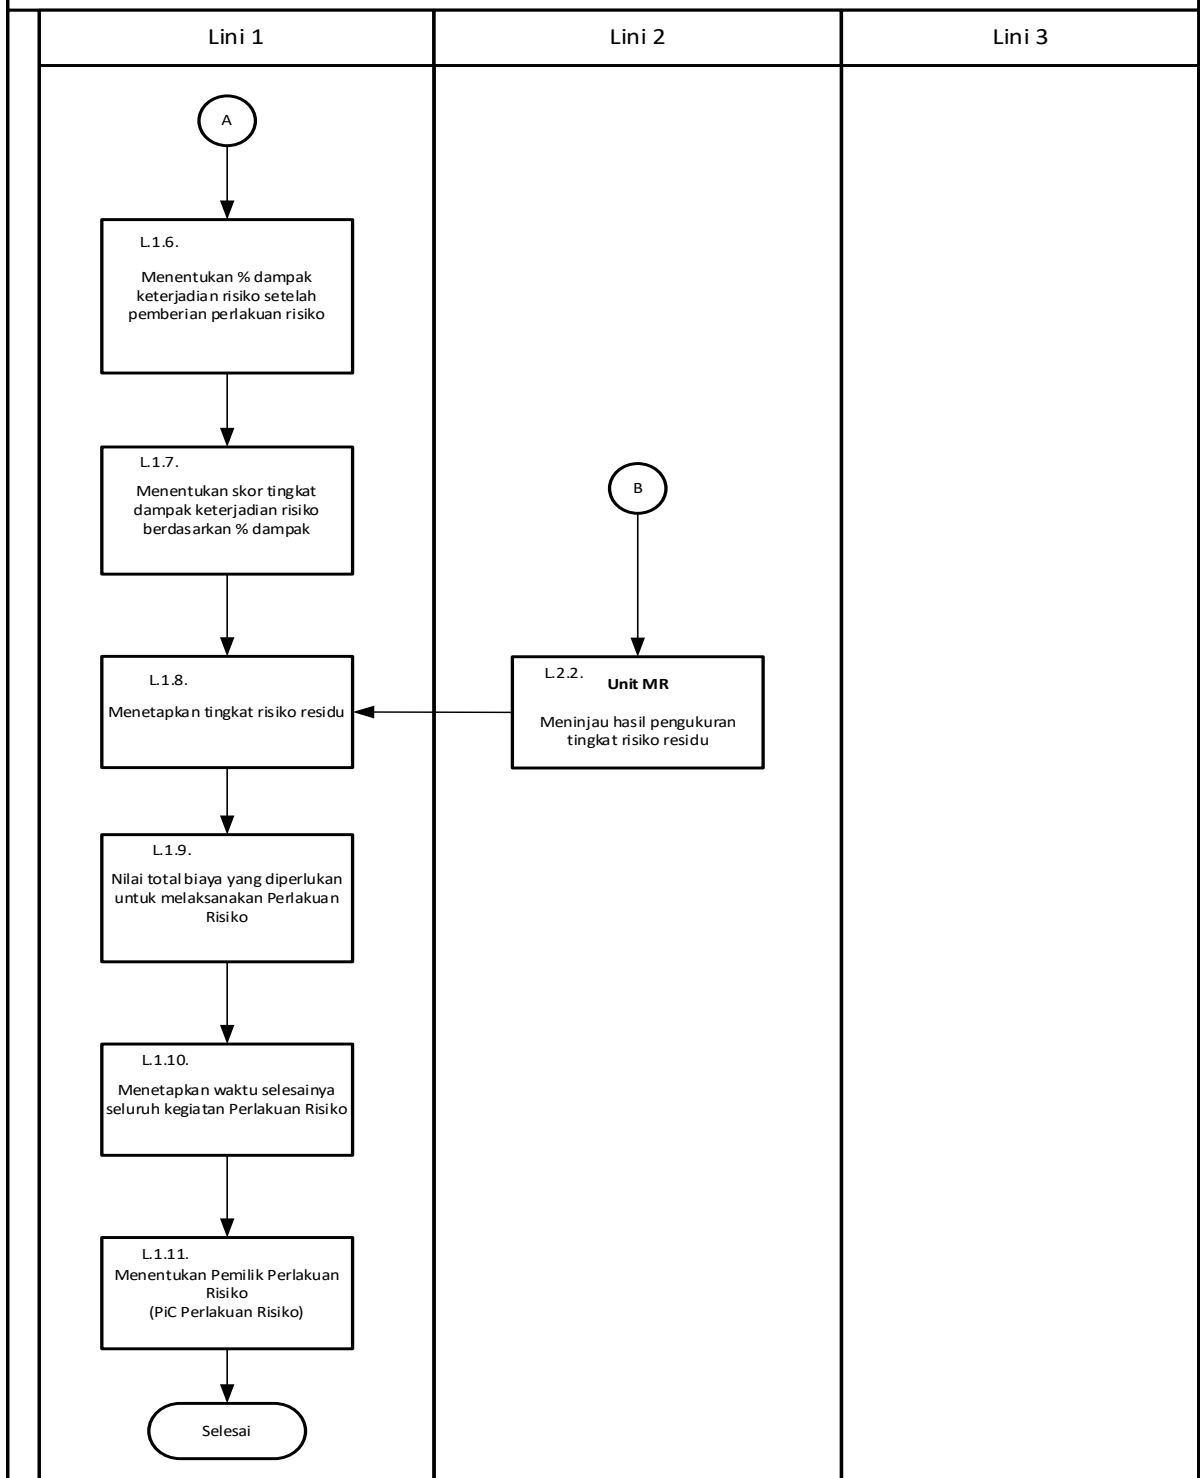 Lini 1
Lini 2
Lini 3
A
L.1.6.
Menentukan % dampak
keterjadian risiko setelah
pemberian perlakuan risiko
L.1.7.
Menentukan skor tingkat
dampak keterjadian risiko
berdasarkan % dampak
B
L.1.8.
Menetapkan tingkat risiko residu
L.2.2.
Unit MR
Meninjau hasil pengukuran
tingkat risiko residu
L.1.9.
Nilai total biaya yang diperlukan
untuk melaksanakan Perlakuan
Risiko
L.1.10.
Menetapkan waktu selesainya
seluruh kegiatan Perlakuan Risiko
L.1.11.
Menentukan Pemilik Perlakuan
Risiko
(PiC Perlakuan Risiko)
Selesai